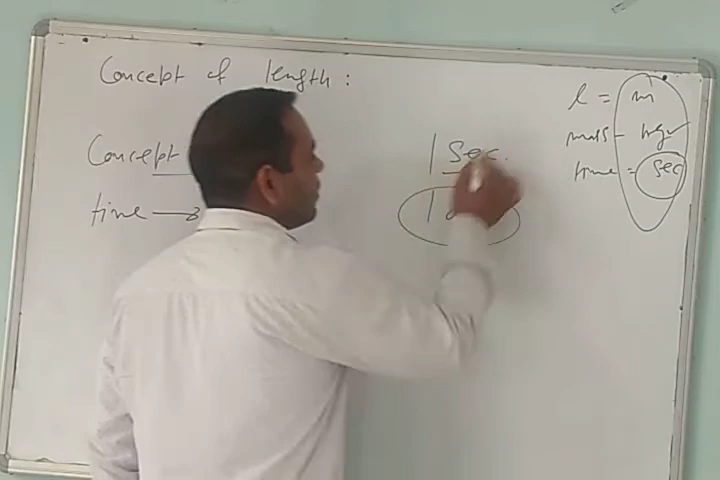 Concept of length :
Concept
time →
1 Sec.
1
l = m
mass - kg
time = sec